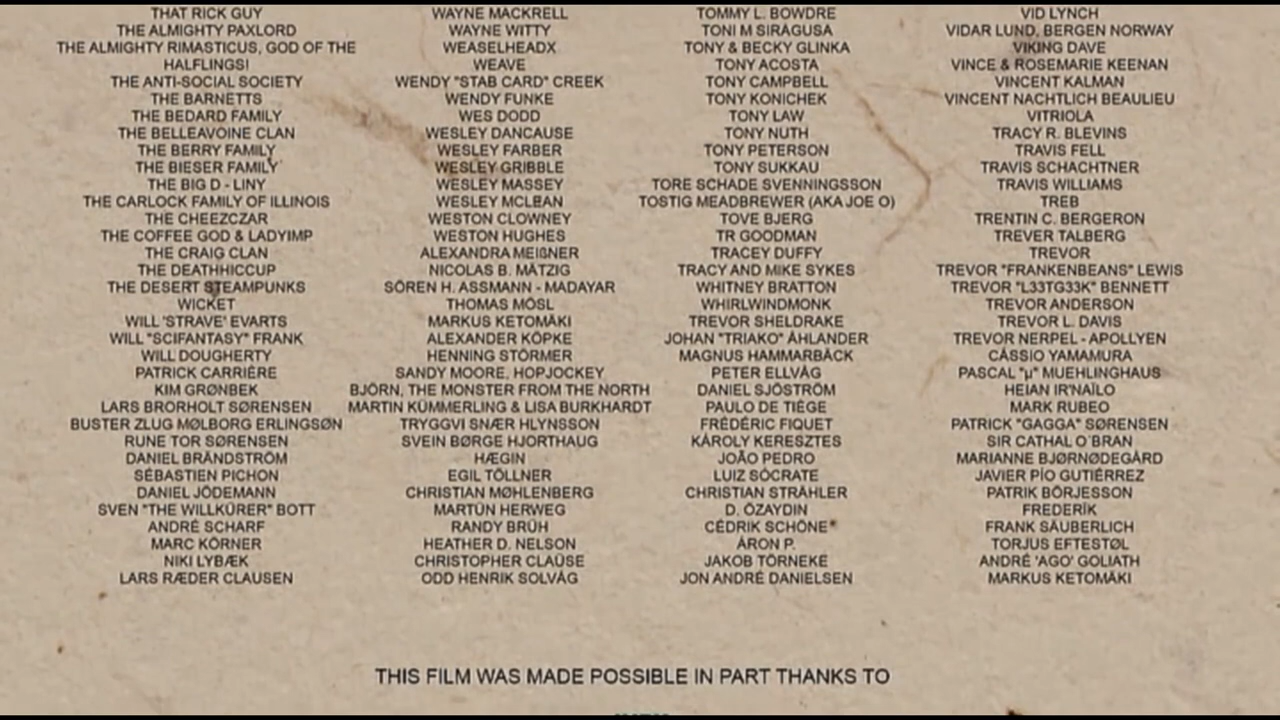 THAT RICK GUY
THE ALMIGHTY PAXLORD
THE ALMIGHTY RIMASTICUS, GOD OF THE
HALFLINGS!
THE ANTI-SOCIAL SOCIETY
THE BARNETTS
THE BEDARD FAMILY
THE BELLEAVOINE CLAN
THE BERRY FAMILY
THE BIESER FAMILY
THE BIG D - LINY
THE CARLOCK FAMILY OF ILLINOIS
THE CHEEZCZAR
THE COFFEE GOD & LADYIMP
THE CRAIG CLAN
THE DEATHHICCUP
THE DESERT STEAMPUNKS
WICKET
WILL 'STRAVE' EVARTS
WILL "SCIFANTASY" FRANK
WILL DOUGHERTY
PATRICK CARRIÈRE
KIM GRØNBEK
LARS BRORHOLT SØRENSEN
BUSTER ZLUG MØLBORG ERLINGSØN
RUNE TOR SØRENSEN
DANIEL BRÄNDSTRÖM
SÉBASTIEN PICHON
DANIEL JÖDEMANN
SVEN "THE WILLKÜRER" BOTT
ANDRÉ SCHARF
MARC KÖRNER
NIKI LYBÆK
LARS RÆDER CLAUSEN
WAYNE MACKRELL
WAYNE WITTY
WEASELHEADX
WEAVE
WENDY "STAB CARD" CREEK
WENDY FUNKE
WES DODD
WESLEY DANCAUSE
WESLEY FARBER
WESLEY GRIBBLE
WESLEY MASSEY
WESLEY MCLEAN
WESTON CLOWNEY
WESTON HUGHES
ALEXANDRA MEIßNER
NICOLAS B. MÄTZIG
SÖREN H. ASSMANN - MADAYAR
THOMAS MÖSL
MARKUS KETOMÄKI
ALEXANDER KÖPKE
HENNING STÖRMER
SANDY MOORE, HOPJOCKEY
BJÖRN, THE MONSTER FROM THE NORTH
MARTIN KÜMMERLING & LISA BURKHARDT
TRYGGVI SNÆR HLYNSSON
SVEIN BØRGE HJORTHAUG
HÆGIN
EGIL TÖLLNER
CHRISTIAN MØHLENBERG
MARTÜN HERWEG
RANDY BRÜH
HEATHER D. NELSON
CHRISTOPHER CLAÜSE
ODD HENRIK SOLVÅG
TOMMY L. BOWDRE
TONI M SIRAGUSA
TONY & BECKY GLINKA
TONY ACOSTA
TONY CAMPBELL
TONY KONICHEK
TONY LAW
TONY NUTH
TONY PETERSON
TONY SUKKAU
TORE SCHADE SVENNINGSSON
TOSTIG MEADBREWER (AKA JOE O)
TOVE BJERG
TR GOODMAN
TRACEY DUFFY
TRACY AND MIKE SYKES
WHITNEY BRATTON
WHIRLWINDMONK
TREVOR SHELDRAKE
JOHAN "TRIAKO" ÅHLANDER
MAGNUS HAMMARBÄCK
PETER ELLVÅG
DANIEL SJÖSTRÖM
PAULO DE TIÈGE
FRÉDÉRIC FIQUET
KÁROLY KERESZTES
JOÃO PEDRO
LUIZ SÓCRATE
CHRISTIAN STRÄHLER
D. ÖZAYDIN
CÉDRIK SCHÖNE*
ÁRON P.
JAKOB TÖRNEKE
JON ANDRÉ DANIELSEN
VID LYNCH
VIDAR LUND, BERGEN NORWAY
VIKING DAVE
VINCE & ROSEMARIE KEENAN
VINCENT KALMAN
VINCENT NACHTLICH BEAULIEU
VITRIOLA
TRACY R. BLEVINS
TRAVIS FELL
TRAVIS SCHACHTNER
TRAVIS WILLIAMS
TREB
TRENTIN C. BERGERON
TREVER TALBERG
TREVOR
TREVOR "FRANKENBEANS" LEWIS
TREVOR "L33TG33K" BENNETT
TREVOR ANDERSON
TREVOR L. DAVIS
TREVOR NERPEL - APOLLYEN
CÁSSIO YAMAMURA
PASCAL "µ" MUEHLINGHAUS
HEIAN IR'NAÏLO
MARK RUBEO
PATRICK "GAGGA" SØRENSEN
SIR CATHAL O´BRAN
MARIANNE BJØRNØDEGÅRD
JAVIER PÍO GUTIÉRREZ
PATRIK BÖRJESSON
FREDERÍK
FRANK SÄUBERLICH
TORJUS EFTESTØL
ANDRÉ 'AGO' GOLIATH
MARKUS KETOMÄKI
THIS FILM WAS MADE POSSIBLE IN PART THANKS TO